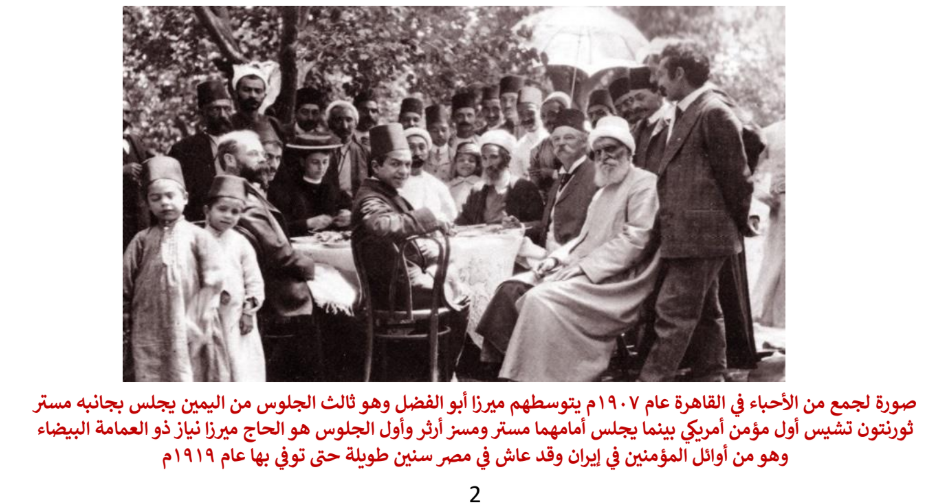 صورة لجمع من الأحباء في القاهرة عام ١٩٠٧م يتوسطهم ميرزا أبو الفضل وهو ثالث الجلوس من اليمين يجلس بجانبه مستر
ثورنتون تشيس أول مؤمن أمريكي بينما يجلس أمامهما مستر ومسز أرثر وأول الجلوس هو الحاج ميرزا نياز ذو العمامة البيضاء
وهو من أوائل المؤمنين في إيران وقد عاش في مصر سنين طويلة حتى توفي بها عام ١٩١٩م
2